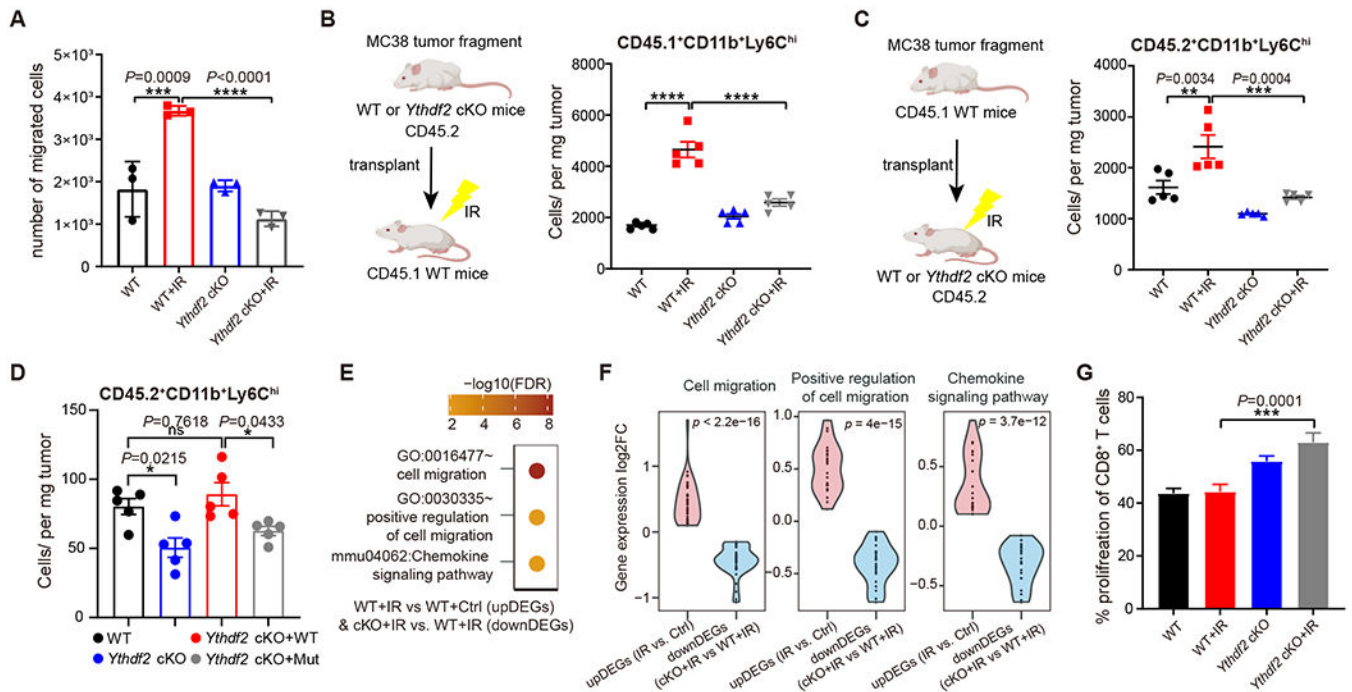 A
number of migrated cells
5×10³
4×10³
3×10³
2×10³
1×10³
0
P=0.0009
P<0.0001
***
****
WT
WT+IR
Ythdf2 cKO
Ythdf2 cKO+IR
B
MC38 tumor fragment
WT or Ythdf2 cKO mice
CD45.2
transplant
IR
CD45.1 WT mice
CD45.1⁺CD11b⁺Ly6Cʰⁱ
Cells/ per mg tumor
8000
6000
4000
2000
0
****
****
WT
WT+IR
Ythdf2 cKO
Ythdf2 cKO+IR
C
MC38 tumor fragment
CD45.1 WT mice
transplant
IR
WT or Ythdf2 cKO mice
CD45.2
CD45.2⁺CD11b⁺Ly6Cʰⁱ
Cells/ per mg tumor
4000
3000
2000
1000
0
P=0.0034
P=0.0004
**
***
WT
WT+IR
Ythdf2 cKO
Ythdf2 cKO+IR
D
CD45.2⁺CD11b⁺Ly6Cʰⁱ
Cells/ per mg tumor
150
100
50
0
P=0.7618
P=0.0433
ns
*
P=0.0215
*
WT
Ythdf2 cKO+WT
Ythdf2 cKO
Ythdf2 cKO+Mut
E
−log10(FDR)
2 4 6 8
GO:0016477~
cell migration
GO:0030335~
positive regulation
of cell migration
mmu04062:Chemokine
signaling pathway
WT+IR vs WT+Ctrl (upDEGs)
& cKO+IR vs. WT+IR (downDEGs)
F
Gene expression log2FC
Cell migration
p < 2.2e−16
1
0
−1
upDEGs (IR vs. Ctrl)
downDEGs
(cKO+IR vs WT+IR)
Positive regulation
of cell migration
p = 4e−15
1.0
0.5
0.0
−0.5
upDEGs (IR vs. Ctrl)
downDEGs
(cKO+IR vs WT+IR)
Chemokine
signaling pathway
p = 3.7e−12
0.5
0.0
−0.5
upDEGs (IR vs. Ctrl)
downDEGs
(cKO+IR vs WT+IR)
G
% profileration of CD8⁺ T cells
80
60
40
20
0
P=0.0001
***
WT
WT+IR
Ythdf2 cKO
Ythdf2 cKO+IR